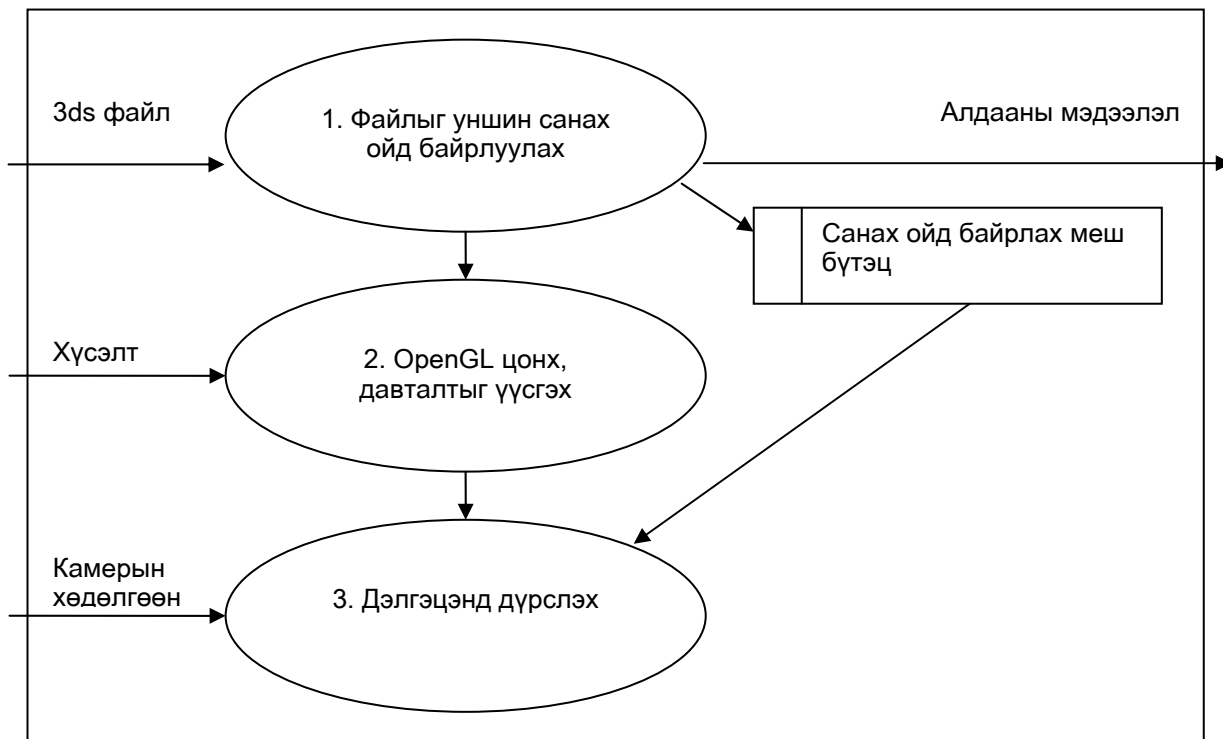 3ds файл
1. Файлыг уншин санах
ойд байрлуулах
Алдааны мэдээлэл
Санах ойд байрлах меш
бүтэц
Хүсэлт
2. OpenGL цонх,
давталтыг үүсгэх
Камерын
хөдөлгөөн
3. Дэлгэцэнд дүрслэх